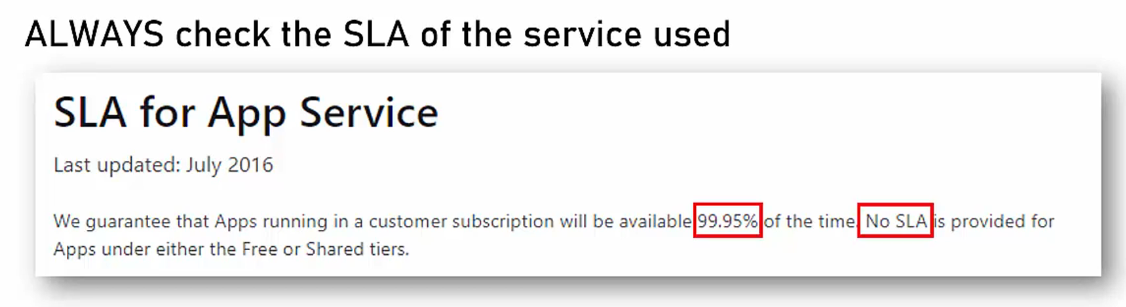 ALWAYS check the SLA of the service used
SLA for App Service
Last updated: July 2016
We guarantee that Apps running in a customer subscription will be available 99.95% of the time. No SLA is provided for
Apps under either the Free or Shared tiers.